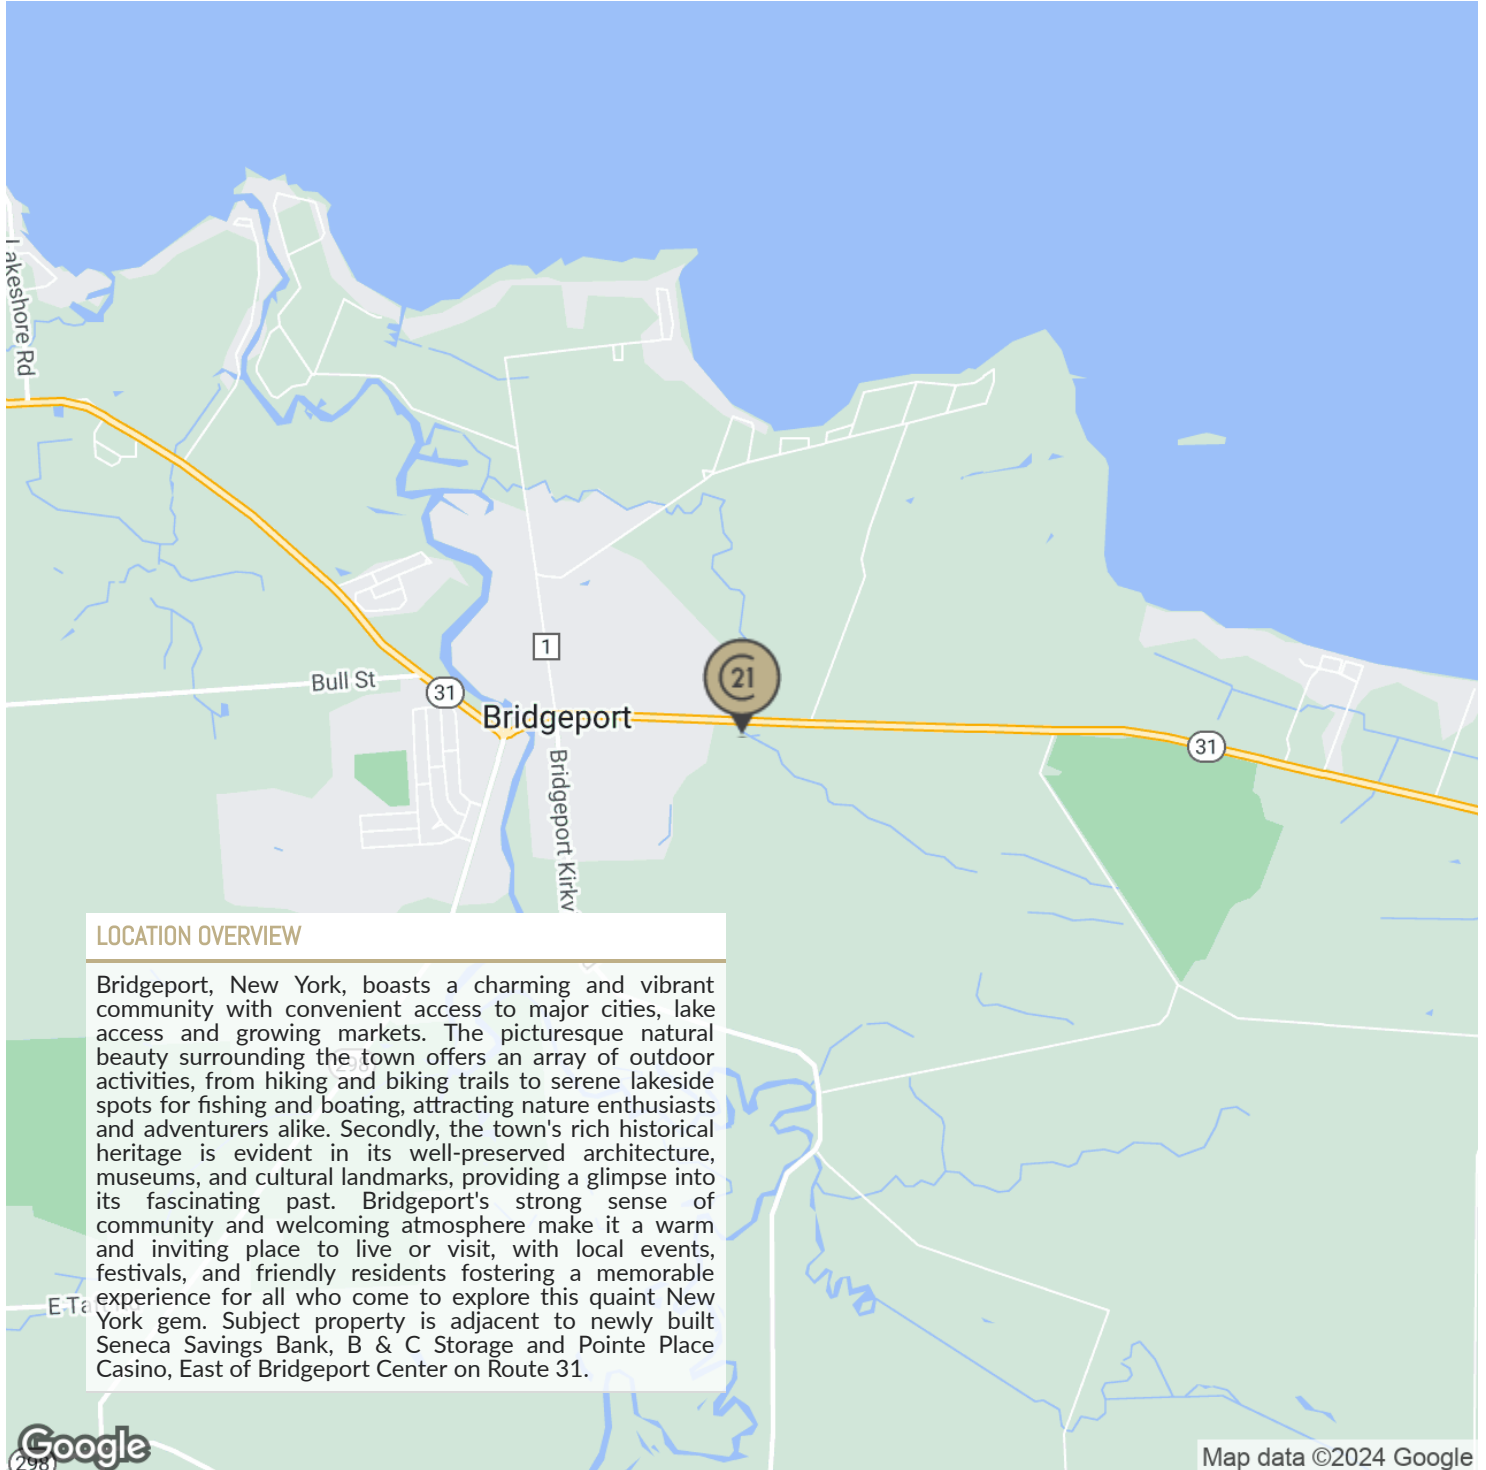 Lakeshore Rd
Bull St
31
1
21
Bridgeport
31
Bridgeport Kirkv
LOCATION OVERVIEW
Bridgeport, New York, boasts a charming and vibrant
community with convenient access to major cities, lake
access and growing markets. The picturesque natural
beauty surrounding the town offers an array of outdoor
activities, from hiking and biking trails to serene lakeside
spots for fishing and boating, attracting nature enthusiasts
and adventurers alike. Secondly, the town's rich historical
heritage is evident in its well-preserved architecture,
museums, and cultural landmarks, providing a glimpse into
its fascinating past. Bridgeport's strong sense of
community and welcoming atmosphere make it a warm
and inviting place to live or visit, with local events,
festivals, and friendly residents fostering a memorable
experience for all who come to explore this quaint New
York gem. Subject property is adjacent to newly built
Seneca Savings Bank, B & C Storage and Pointe Place
Casino, East of Bridgeport Center on Route 31.
298
E Taft Rd
Google
298
Map data ©2024 Google